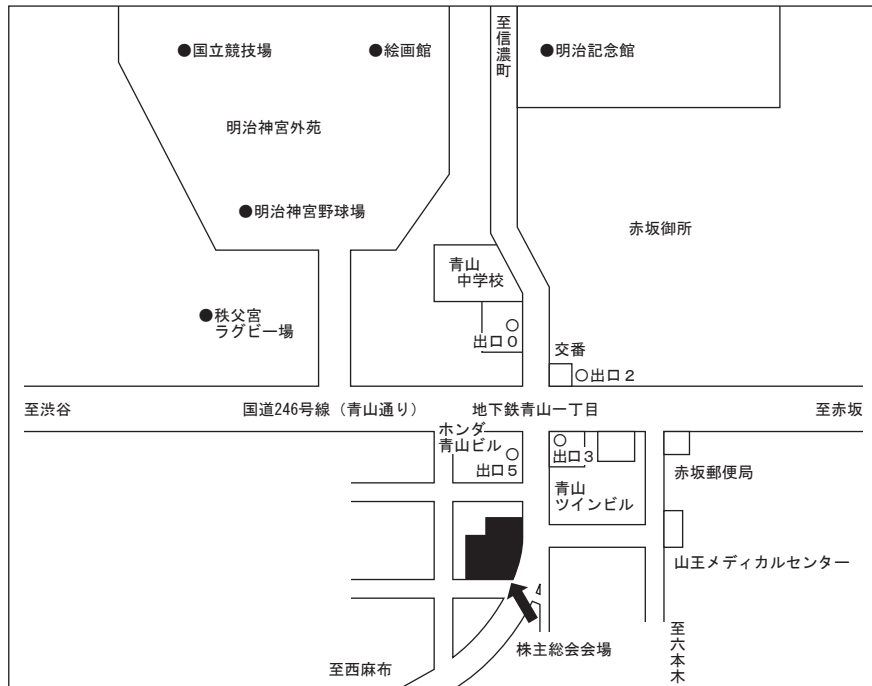 ●国立競技場
●絵画館
至信濃町
●明治記念館
明治神宮外苑
●明治神宮野球場
赤坂御所
青山
中学校
●秩父宮
ラグビー場
出口０
交番
出口２
至渋谷
国道246号線（青山通り）
地下鉄青山一丁目
至赤坂
ホンダ
青山ビル
出口５
出口３
青山
ツインビル
赤坂郵便局
山王メディカルセンター
株主総会会場
至六本木
至西麻布